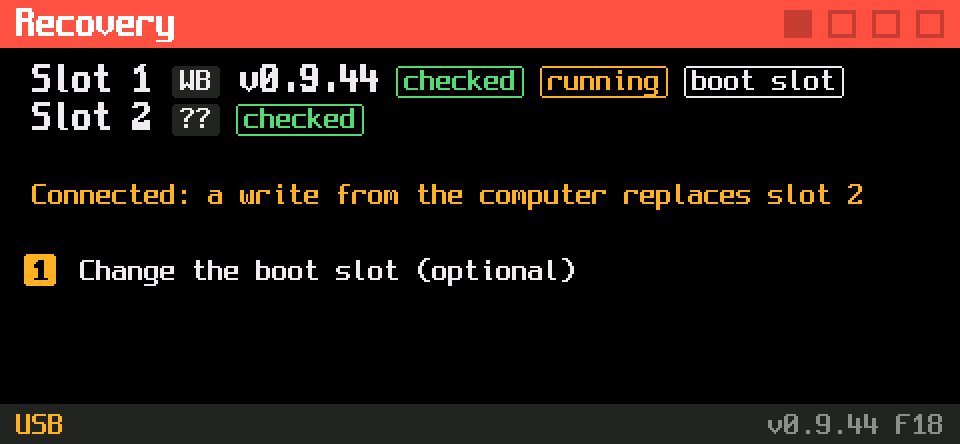 Recovery
Slot 1 WB v0.9.44 checked running boot slot
Slot 2 ?? checked
Connected: a write from the computer replaces slot 2
1 Change the boot slot (optional)
USB v0.9.44 F18